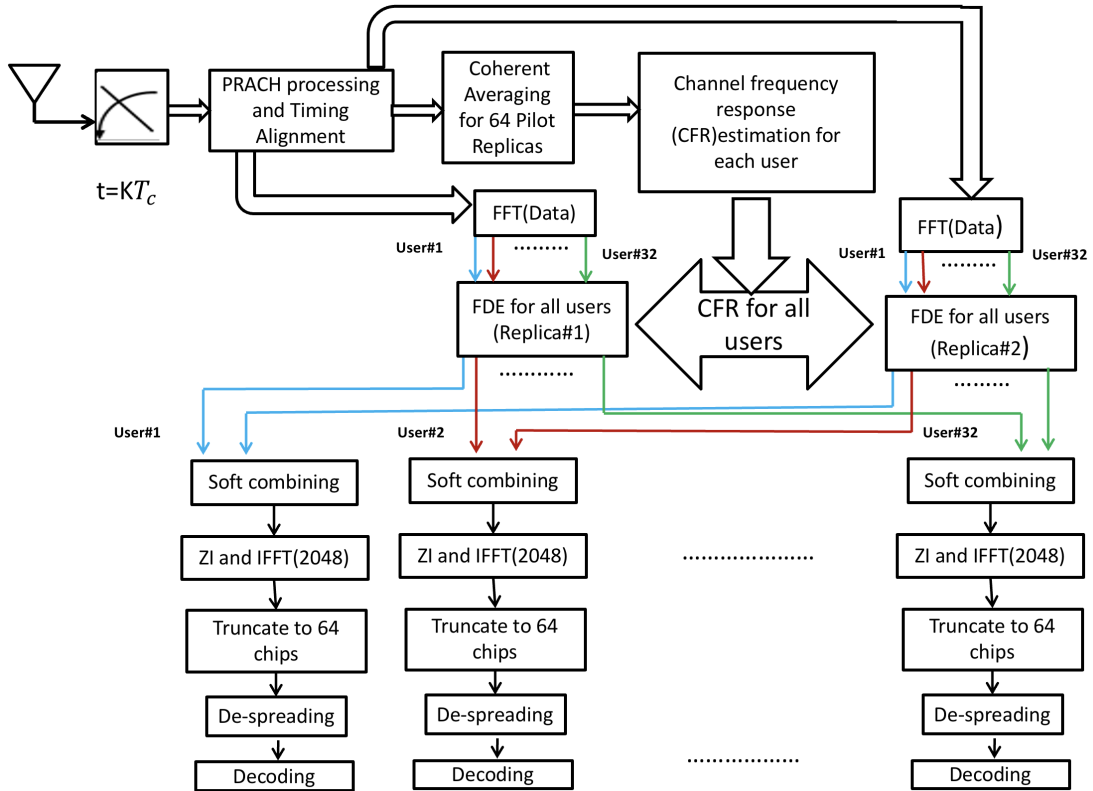 PRACH processing
and Timing
Alignment
Coherent
Averaging
for 64 Pilot
Replicas
Channel frequency
response
(CFR)estimation for
each user
t=KT_c
FFT(Data)
FFT(Data)
User#1
.........
User#32
User#1
.........
User#32
FDE for all users
(Replica#1)
CFR for all
users
FDE for all users
(Replica#2)
............
.........
User#1
User#2
User#32
Soft combining
Soft combining
Soft combining
ZI and IFFT(2048)
ZI and IFFT(2048)
.....................
ZI and IFFT(2048)
Truncate to 64
chips
Truncate to 64
chips
Truncate to 64
chips
De-spreading
De-spreading
De-spreading
Decoding
Decoding
..................
Decoding